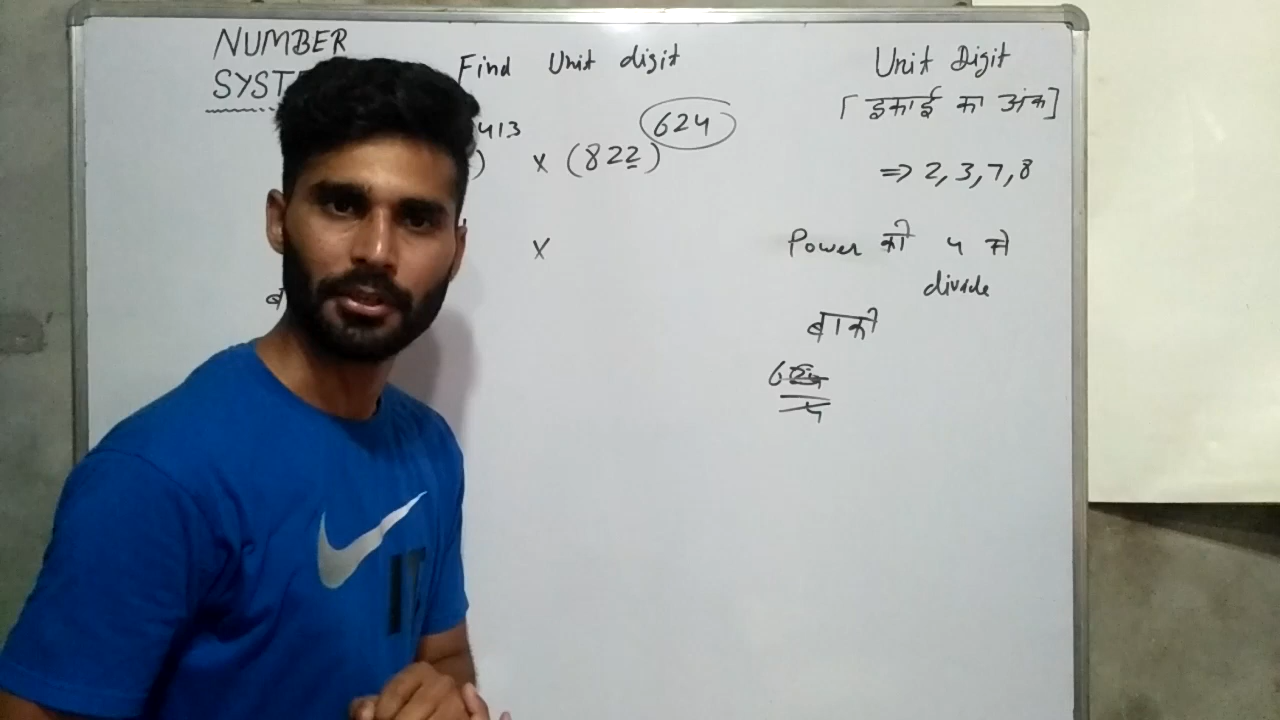 NUMBER
SYST
Find Unit digit
413
) × (822)
624
×
ब
Unit Digit
[इकाई का अंक]
⇒ 2, 3, 7, 8
Power को 4 से
divide
बाकी
624
4